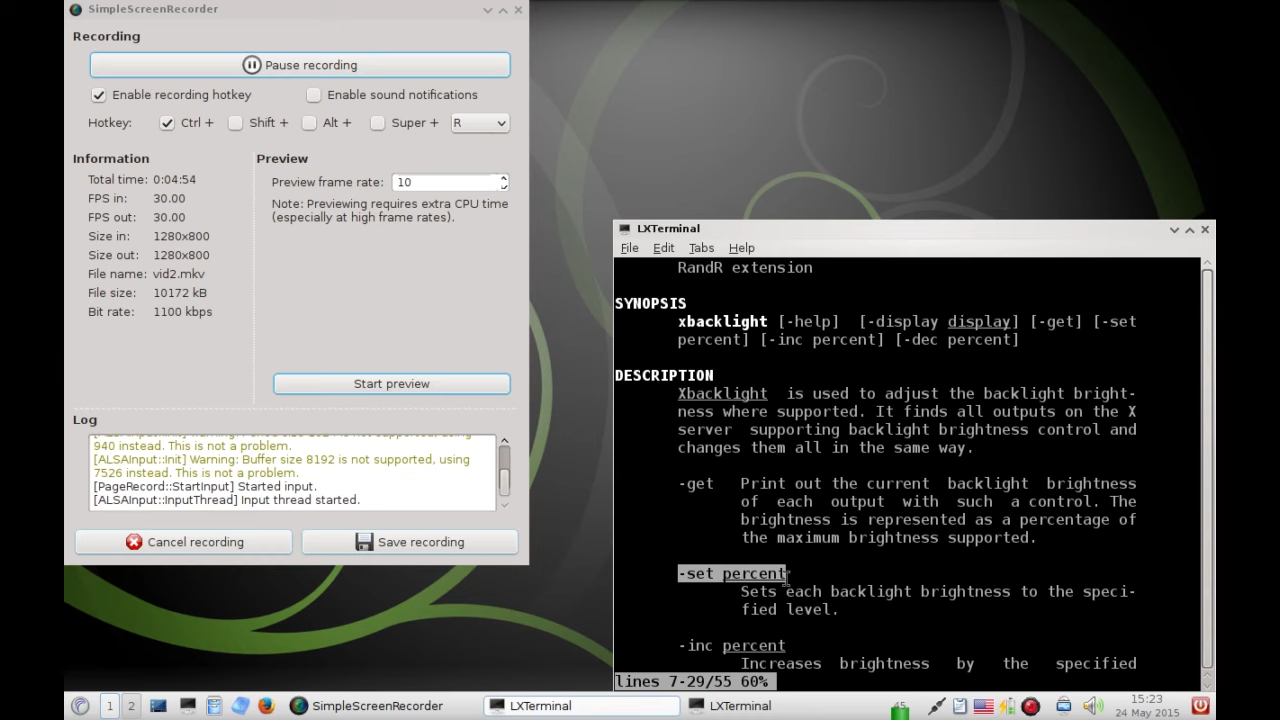 SimpleScreenRecorder
Recording
Pause recording
Enable recording hotkey
Enable sound notifications
Hotkey:
Ctrl +
Shift +
Alt +
Super +
R
Information
Total time: 0:04:54
FPS in: 30.00
FPS out: 30.00
Size in: 1280x800
Size out: 1280x800
File name: vid2.mkv
File size: 10172 kB
Bit rate: 1100 kbps
Preview
Preview frame rate: 10
Note: Previewing requires extra CPU time
(especially at high frame rates).
Start preview
Log
940 instead. This is not a problem.
[ALSAInput::Init] Warning: Buffer size 8192 is not supported, using
7526 instead. This is not a problem.
[PageRecord::StartInput] Started input.
[ALSAInput::InputThread] Input thread started.
Cancel recording
Save recording
LXTerminal
File Edit Tabs Help
RandR extension
SYNOPSIS
xbacklight [-help] [-display display] [-get] [-set
percent] [-inc percent] [-dec percent]
DESCRIPTION
Xbacklight is used to adjust the backlight bright-
ness where supported. It finds all outputs on the X
server supporting backlight brightness control and
changes them all in the same way.
-get Print out the current backlight brightness
of each output with such a control. The
brightness is represented as a percentage of
the maximum brightness supported.
-set percent
Sets each backlight brightness to the speci-
fied level.
-inc percent
Increases brightness by the specified
lines 7-29/55 60%
1
2
SimpleScreenRecorder
LXTerminal
LXTerminal
45
15:23
24 May 2015